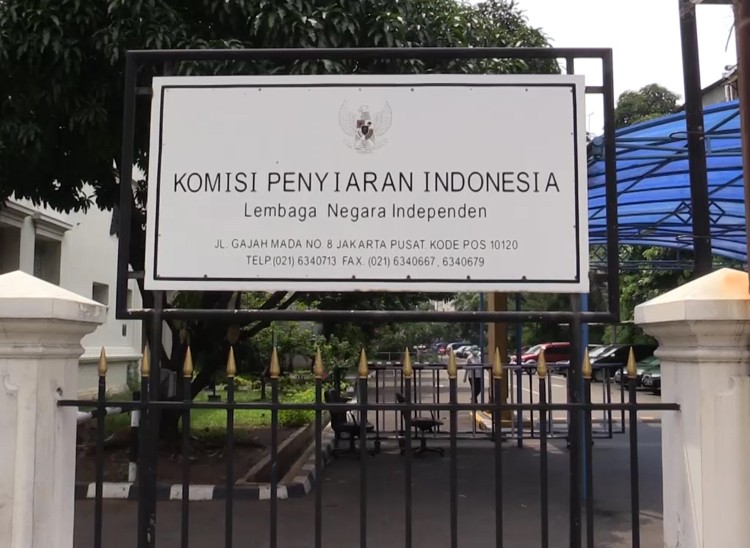 KOMISI PENYIARAN INDONESIA
Lembaga Negara Independen
JL. GAJAH MADA NO. 8 JAKARTA PUSAT KODE POS 10120
TELP (021) 6340713 FAX. (021) 6340667, 6340679